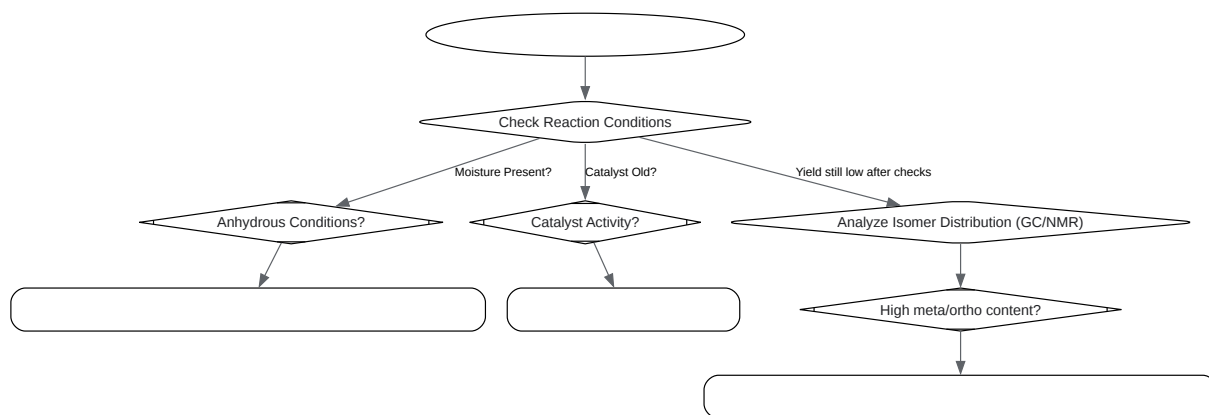 Check Reaction Conditions
Moisture Present?
Catalyst Old?
Yield still low after checks
Anhydrous Conditions?
Catalyst Activity?
Analyze Isomer Distribution (GC/NMR)
High meta/ortho content?